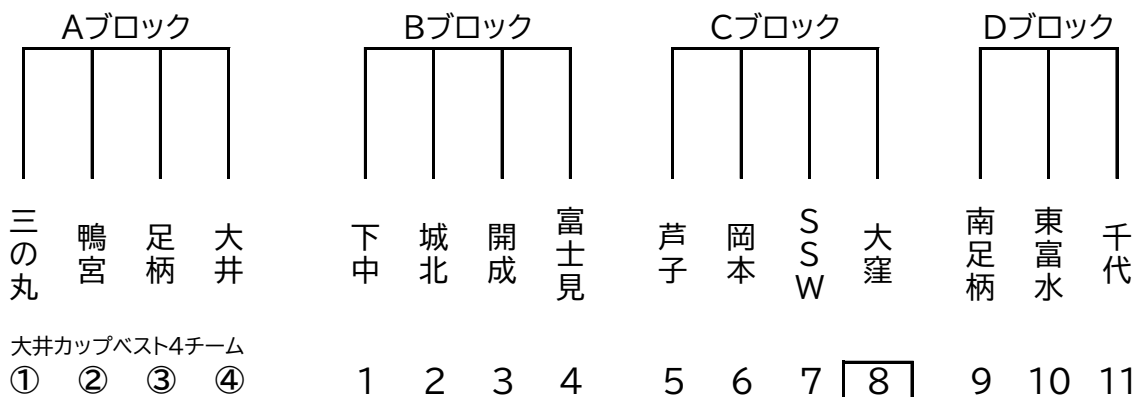 Aブロック Bブロック Cブロック Dブロック
三の丸 鴨宮 足柄 大井 下中 城北 開成 富士見 芦子 岡本 SSW 大窪 南足柄 東富水 千代
大井カップベスト4チーム
① ② ③ ④ 1 2 3 4 5 6 7 8 9 10 11